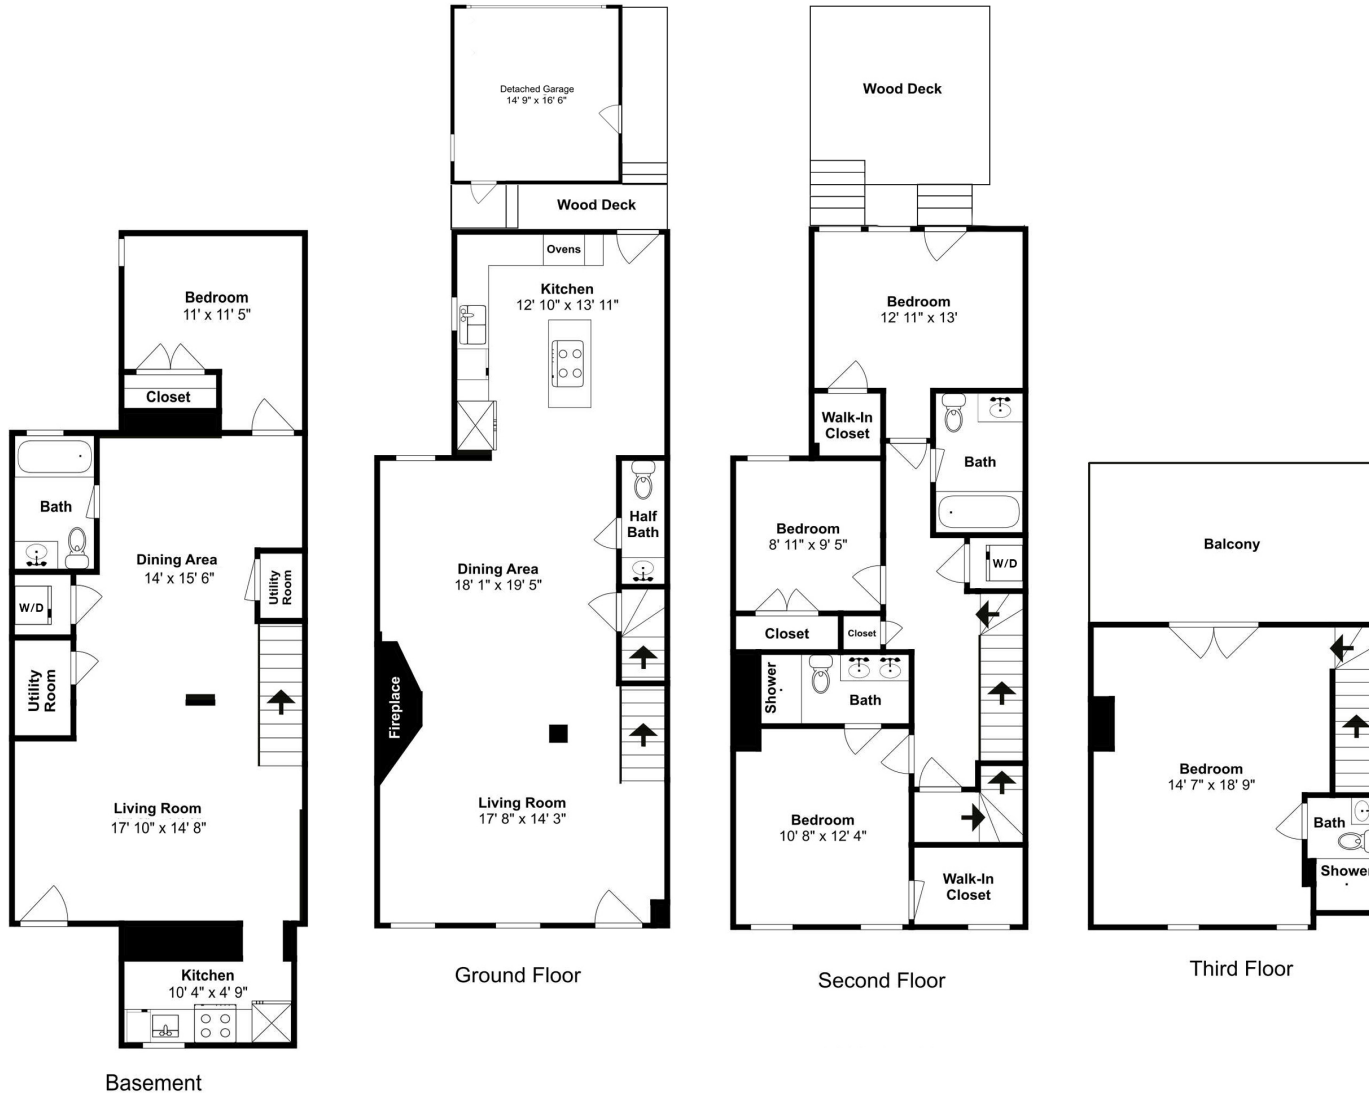 Detached Garage
14' 9" x 16' 6"
Wood Deck
Ovens
Kitchen
12' 10" x 13' 11"
Half
Bath
Dining Area
18' 1" x 19' 5"
Fireplace
Living Room
17' 8" x 14' 3"
Ground Floor
Bedroom
11' x 11' 5"
Closet
Bath
Dining Area
14' x 15' 6"
Utility
Room
W/D
Utility
Room
Living Room
17' 10" x 14' 8"
Kitchen
10' 4" x 4' 9"
Basement
Wood Deck
Bedroom
12' 11" x 13'
Walk-In
Closet
Bath
Bedroom
8' 11" x 9' 5"
W/D
Closet
Closet
Shower
Bath
Bedroom
10' 8" x 12' 4"
Walk-In
Closet
Second Floor
Balcony
Bedroom
14' 7" x 18' 9"
Bath
Shower
Third Floor